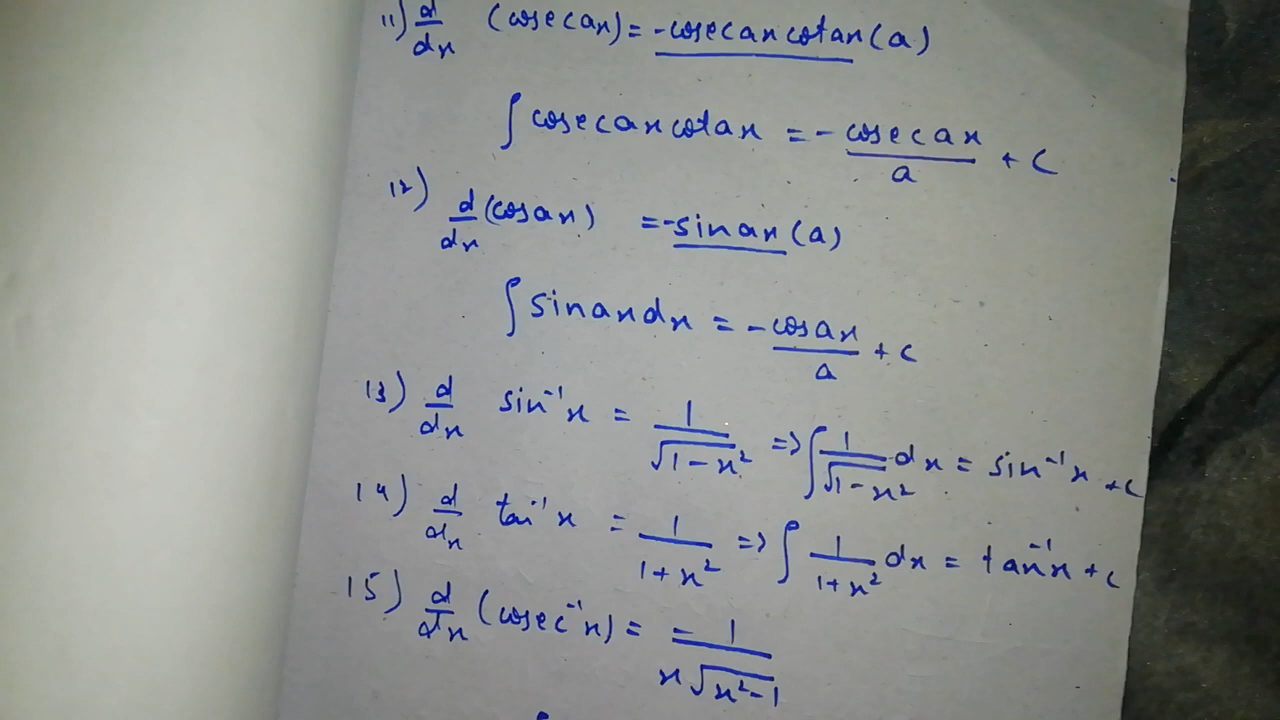 11) d/dx (cosecax) = -cosecaxcotax(a)
∫cosecaxcotax = -cosecax/a + c
12) d/dx (cosax) = -sinax(a)
∫sinaxdx = -cosax/a + c
13) d/dx sin⁻¹x = 1/√(1-x²) => ∫1/√(1-x²) dx = sin⁻¹x + c
14) d/dx tan⁻¹x = 1/(1+x²) => ∫1/(1+x²) dx = tan⁻¹x + c
15) d/dx (cosec⁻¹x) = -1/(x√(x²-1))